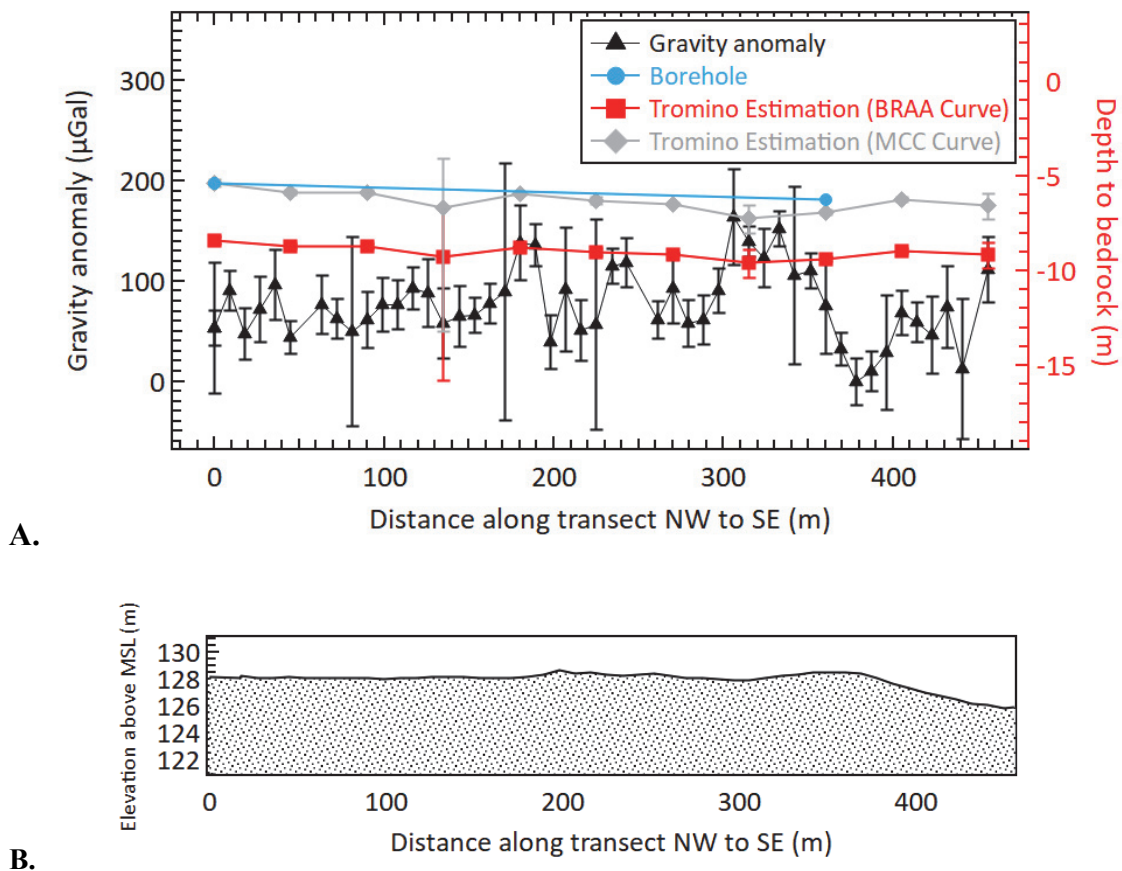 Gravity anomaly
Borehole
Tromino Estimation (BRAA Curve)
Tromino Estimation (MCC Curve)
Gravity anomaly (μGal)
300
200
100
0
0
-5
-10
-15
Depth to bedrock (m)
0 100 200 300 400
Distance along transect NW to SE (m)
A.
Elevation above MSL (m)
130
128
126
124
122
0 100 200 300 400
Distance along transect NW to SE (m)
B.